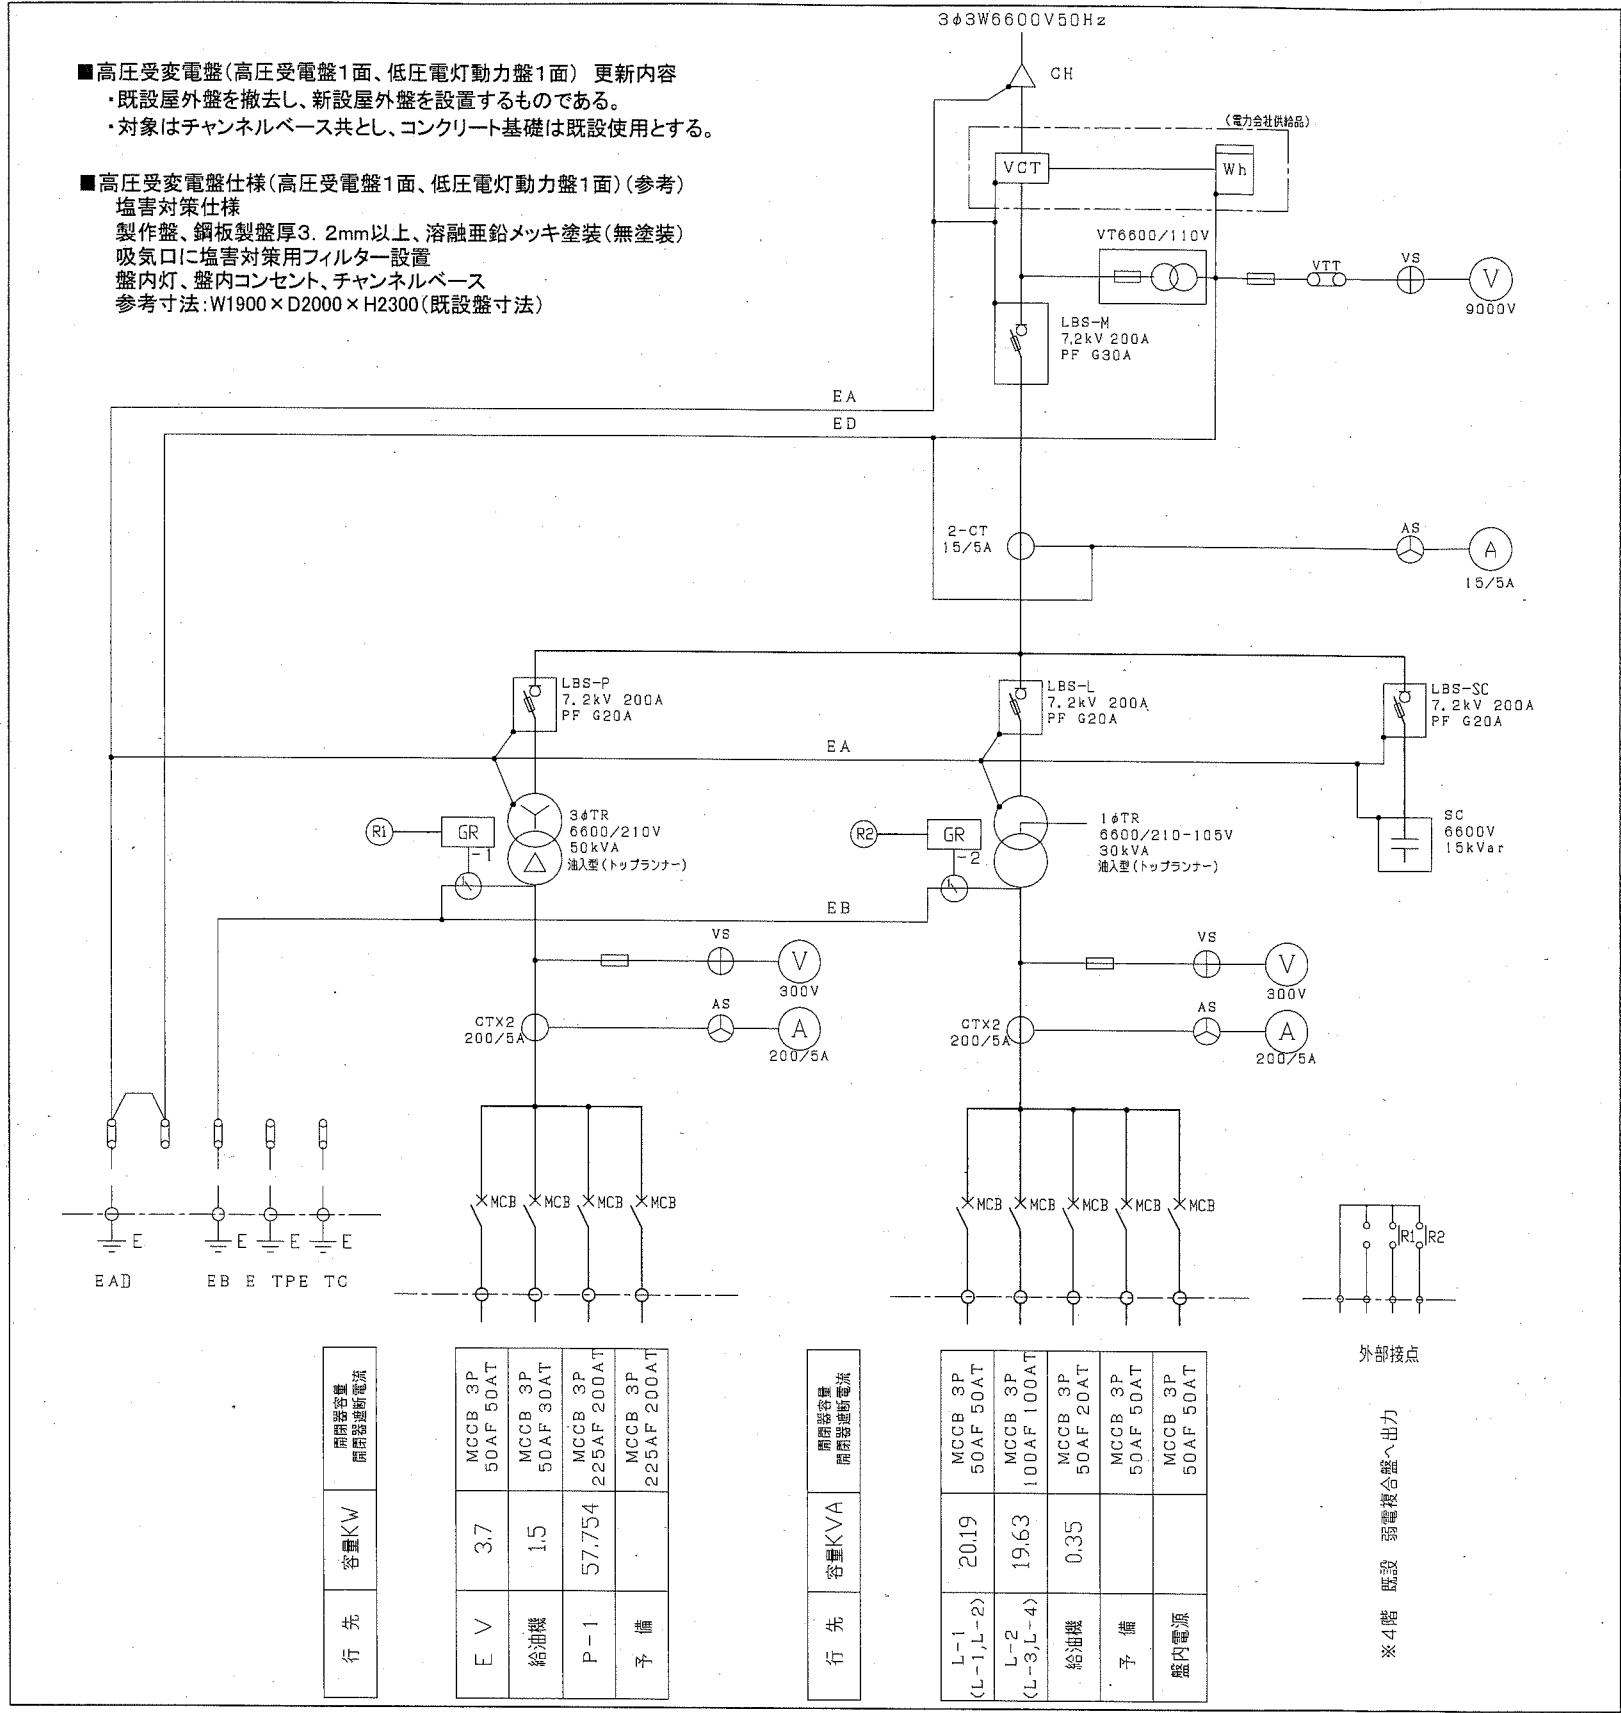 3φ3W6600V50Hz
■高圧受変電盤(高圧受電盤1面、低圧電灯動力盤1面) 更新内容
・既設屋外盤を撤去し、新設屋外盤を設置するものである。
・対象はチャンネルベース共とし、コンクリート基礎は既設使用とする。
■高圧受変電盤仕様(高圧受電盤1面、低圧電灯動力盤1面)(参考)
塩害対策仕様
製作盤、鋼板製盤厚3. 2mm以上、溶融亜鉛メッキ塗装(無塗装)
吸気口に塩害対策用フィルター設置
盤内灯、盤内コンセント、チャンネルベース
参考寸法:W1900×D2000×H2300(既設盤寸法)
CH
(電力会社供給品)
VCT
Wh
VT6600/110V
VTT
VS
V
9000V
LBS-M
7.2kV 200A
PF G30A
EA
ED
2-CT
15/5A
AS
A
15/5A
LBS-P
7.2kV 200A
PF G20A
LBS-L
7.2kV 200A
PF G20A
LBS-SC
7.2kV 200A
PF G20A
EA
R1
GR
-1
3φTR
6600/210V
50kVA
油入型(トップランナー)
R2
GR
-2
1φTR
6600/210-105V
30kVA
油入型(トップランナー)
SC
6600V
15kVar
EB
VS
V
300V
CTX2
200/5A
AS
A
200/5A
VS
V
300V
CTX2
200/5A
AS
A
200/5A
MCB
MCB
MCB
MCB
MCB
MCB
MCB
MCB
MCB
E
E
E
E
EAD
EB
E TP
E TC
R1
R2
外部接点
※4階 既設 弱電複合盤へ出力
開閉器容量
開閉器遮断電流
容量KW
行 先
MCCB 3P
50AF 50AT
3.7
E V
MCCB 3P
50AF 30AT
1.5
給油機
MCCB 3P
225AF 200AT
57.754
P-1
MCCB 3P
225AF 200AT
予 備
開閉器容量
開閉器遮断電流
容量KVA
行 先
MCCB 3P
50AF 50AT
20.19
L-1
(L-1,L-2)
MCCB 3P
100AF 100AT
19.63
L-2
(L-3,L-4)
MCCB 3P
50AF 20AT
0.35
給油機
MCCB 3P
50AF 50AT
予 備
MCCB 3P
50AF 50AT
盤内電源